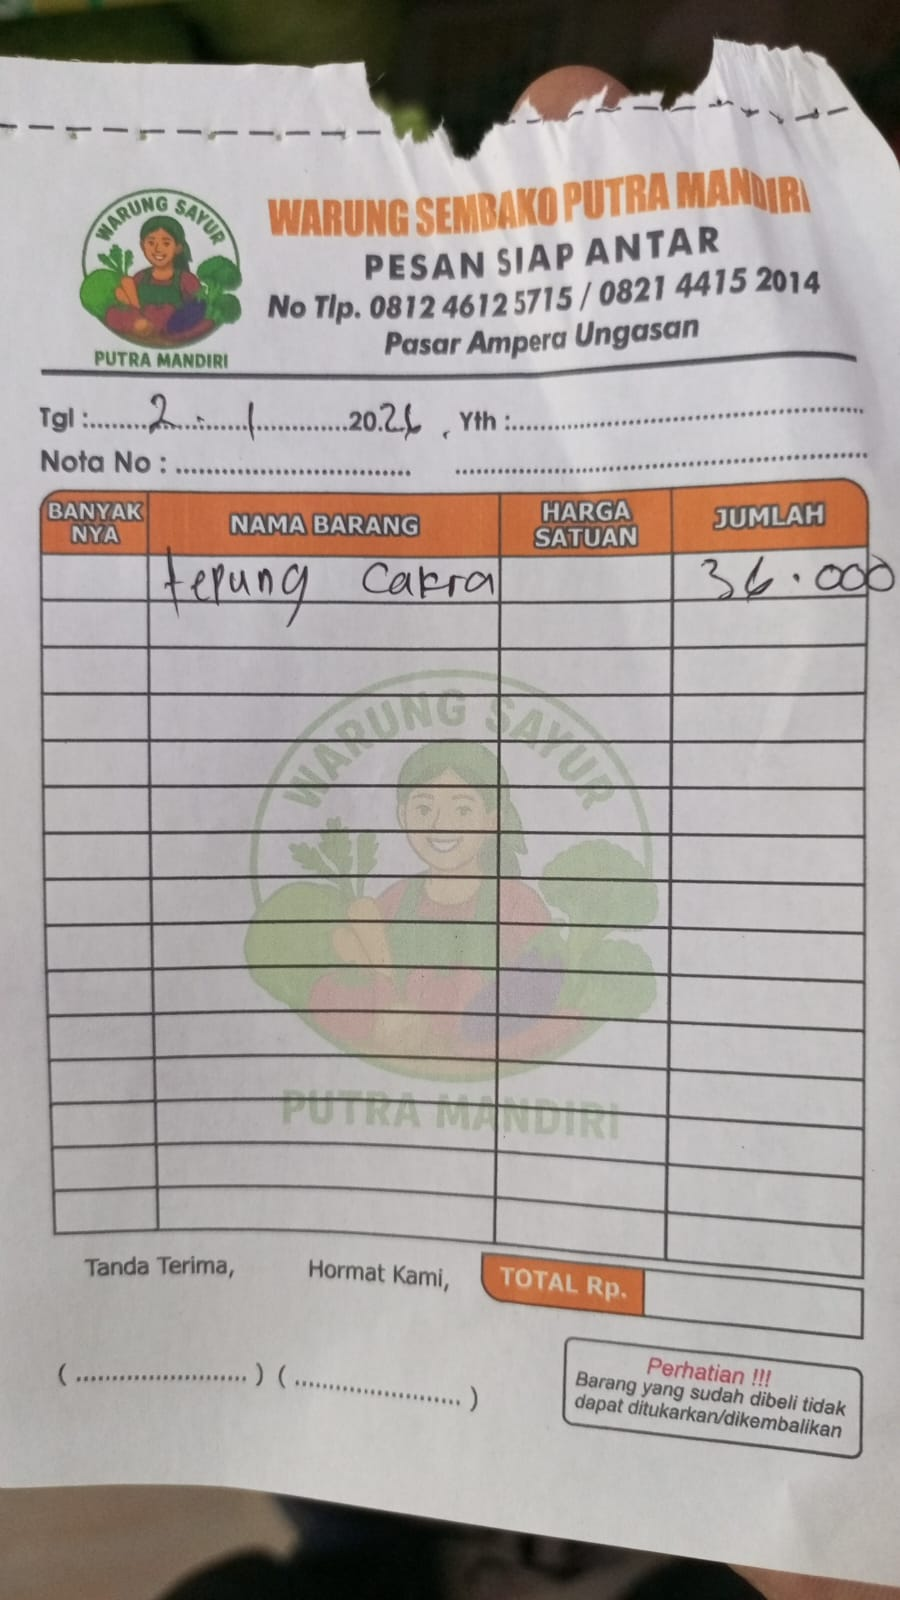 WARUNG SAYUR
PUTRA MANDIRI
WARUNG SEMBAKO PUTRA MANDIRI
PESAN SIAP ANTAR
No Tlp. 0812 4612 5715 / 0821 4415 2014
Pasar Ampera Ungasan
Tgl :.......2..:...1............2026 , Yth :..................................................
Nota No : ................................. ..........................................................
BANYAK NYA NAMA BARANG HARGA SATUAN JUMLAH
tepung Cakra 36.000
WARUNG SAYUR
PUTRA MANDIRI
Tanda Terima, Hormat Kami, TOTAL Rp.
( .......................... ) ( .......................... )
Perhatian !!!
Barang yang sudah dibeli tidak
dapat ditukarkan/dikembalikan